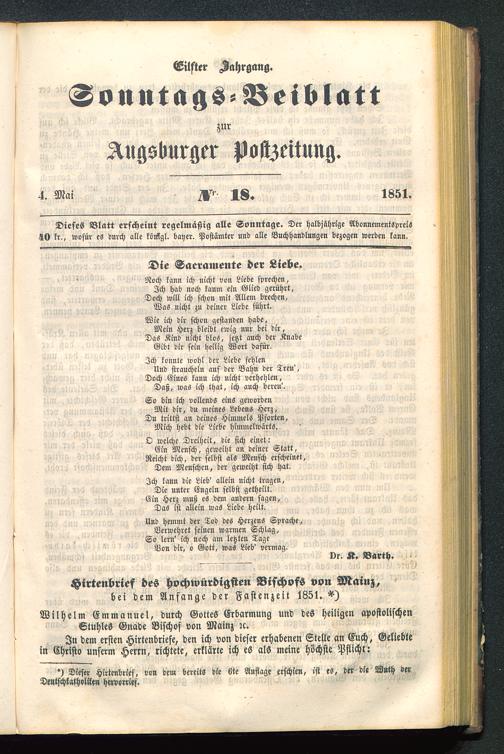 Eilfter Jahrgang.
Sonntags-Beiblatt
zur
Augsburger Postzeitung.
4. Mai
Nr. 18.
1851.
Dieses Blatt erscheint regelmäßig alle Sonntage. Der halbjährige Abonnementspreis
40 kr., wofür es durch alle königl. bayer. Postämter und alle Buchhandlungen bezogen werden kann.
Die Sacramente der Liebe.
Noch kann ich nicht von Liebe sprechen,
Ich hab noch kaum ein Glied gerührt,
Doch will ich schon mit Allem brechen,
Was nicht zu deiner Liebe führt.
Wie ich dir schon gestanden habe,
Mein Herz bleibt ewig nur bei dir,
Das Kind nicht blos, jetzt auch der Knabe
Gibt dir sein heilig Wort dafür.
Ich konnte wohl der Liebe fehlen
Und straucheln auf der Bahn der Treu',
Doch Eines kann ich nicht verhehlen,
Daß, was ich that, ich auch bereu'.
So bin ich vollends eins geworden
Mit dir, du meines Lebens Herz,
Du trittst an deines Himmels Pforten,
Mich hebt die Liebe himmelwärts.
O welche Dreiheit, die sich einet:
Ein Mensch, geweiht an deiner Statt,
Reicht dich, der selbst als Mensch erscheinet,
Dem Menschen, der geweiht sich hat.
Ich kann die Lieb' allein nicht tragen,
Die unter Engeln selbst getheilt.
Ein Herz muß es dem andern sagen,
Das ist allein was Liebe heilt.
Und hemmt der Tod des Herzens Sprache,
Verwehret seinen warmen Schlag,
So lern' ich noch am letzten Tage
Von dir, o Gott, was Lieb' vermag.
Dr. K. Barth.
Hirtenbrief des hochwürdigsten Bischofs von Mainz,
bei dem Anfange der Fastenzeit 1851. *)
Wilhelm Emmanuel, durch Gottes Erbarmung und des heiligen apostolischen
Stuhles Gnade Bischof von Mainz ꝛc.
In dem ersten Hirtenbriefe, den ich von dieser erhabenen Stelle an Euch, Geliebte
in Christo unserm Herrn, richtete, erklärte ich es als meine höchste Pflicht:
*) Dieser Hirtenbrief, von dem bereits die 6te Auflage erschien, ist es, der die Wuth der
Deutschkatholiken hervorrief.